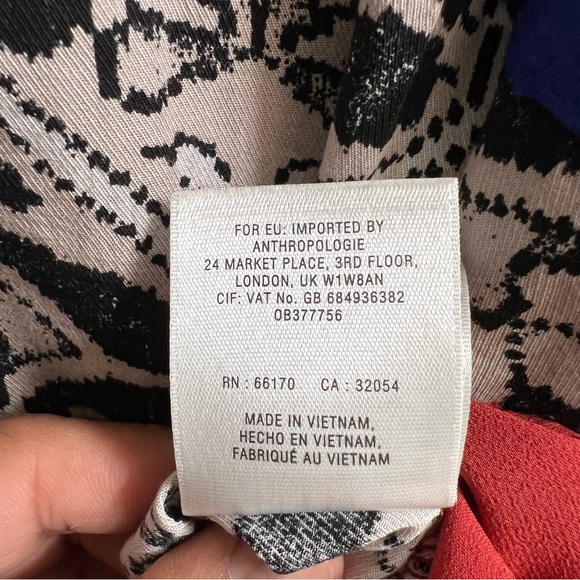 FOR EU: IMPORTED BY
ANTHROPOLOGIE
24 MARKET PLACE, 3RD FLOOR,
LONDON, UK W1W8AN
CIF: VAT No. GB 684936382
OB377756
RN : 66170 CA : 32054
MADE IN VIETNAM,
HECHO EN VIETNAM,
FABRIQUÉ AU VIETNAM